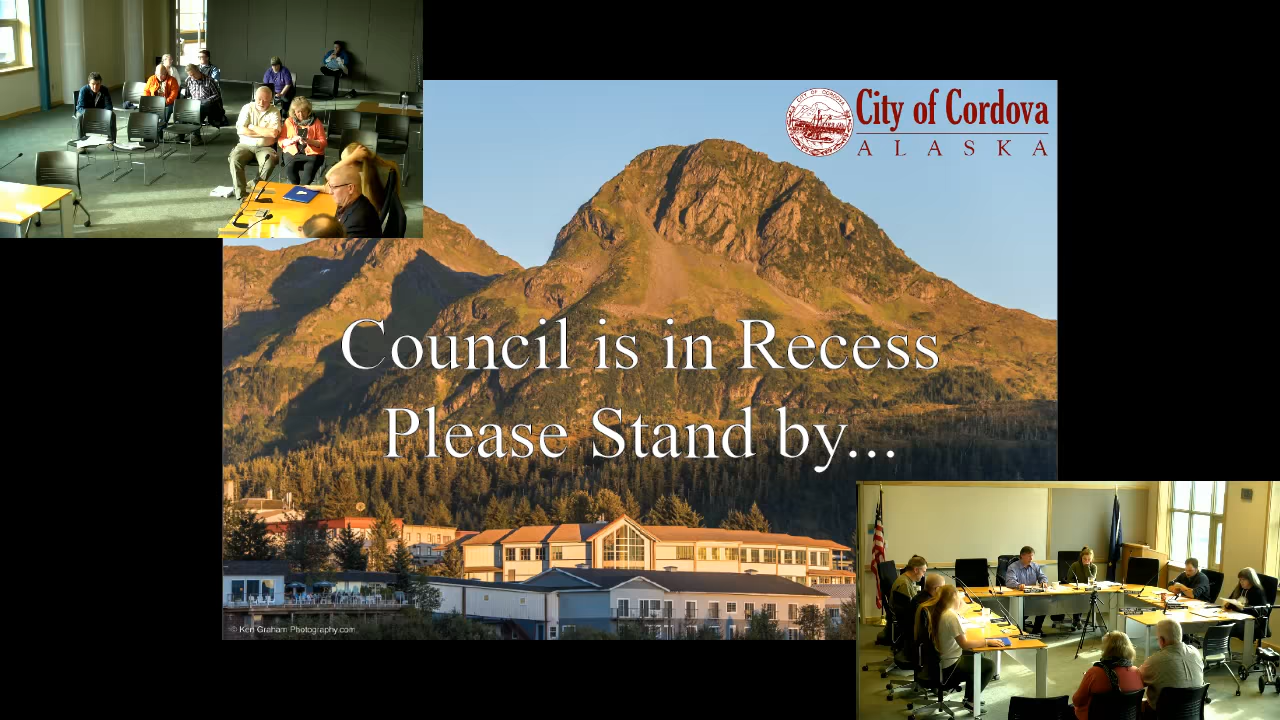 City of Cordova
ALASKA
Council is in Recess
Please Stand by...
© Ken Graham Photography.com